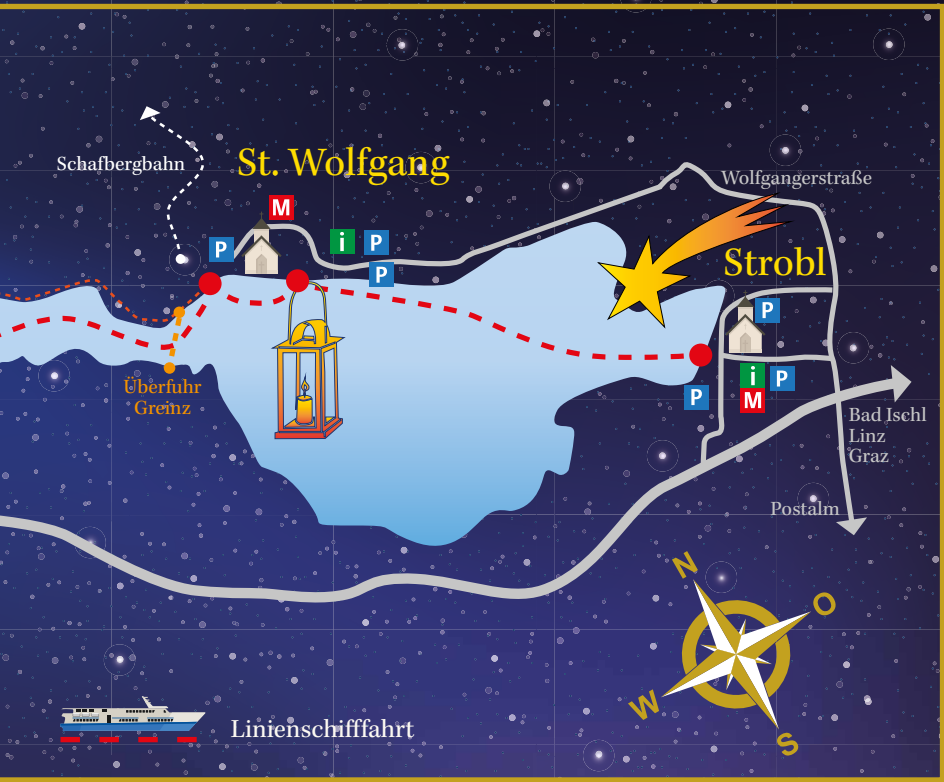 Schafbergbahn
St. Wolfgang
M
P
i
P
P
Wolfgangerstraße
Strobl
P
i
P
M
P
Überfuhr
Greinz
Bad Ischl
Linz
Graz
Postalm
N
O
W
S
Linienschifffahrt